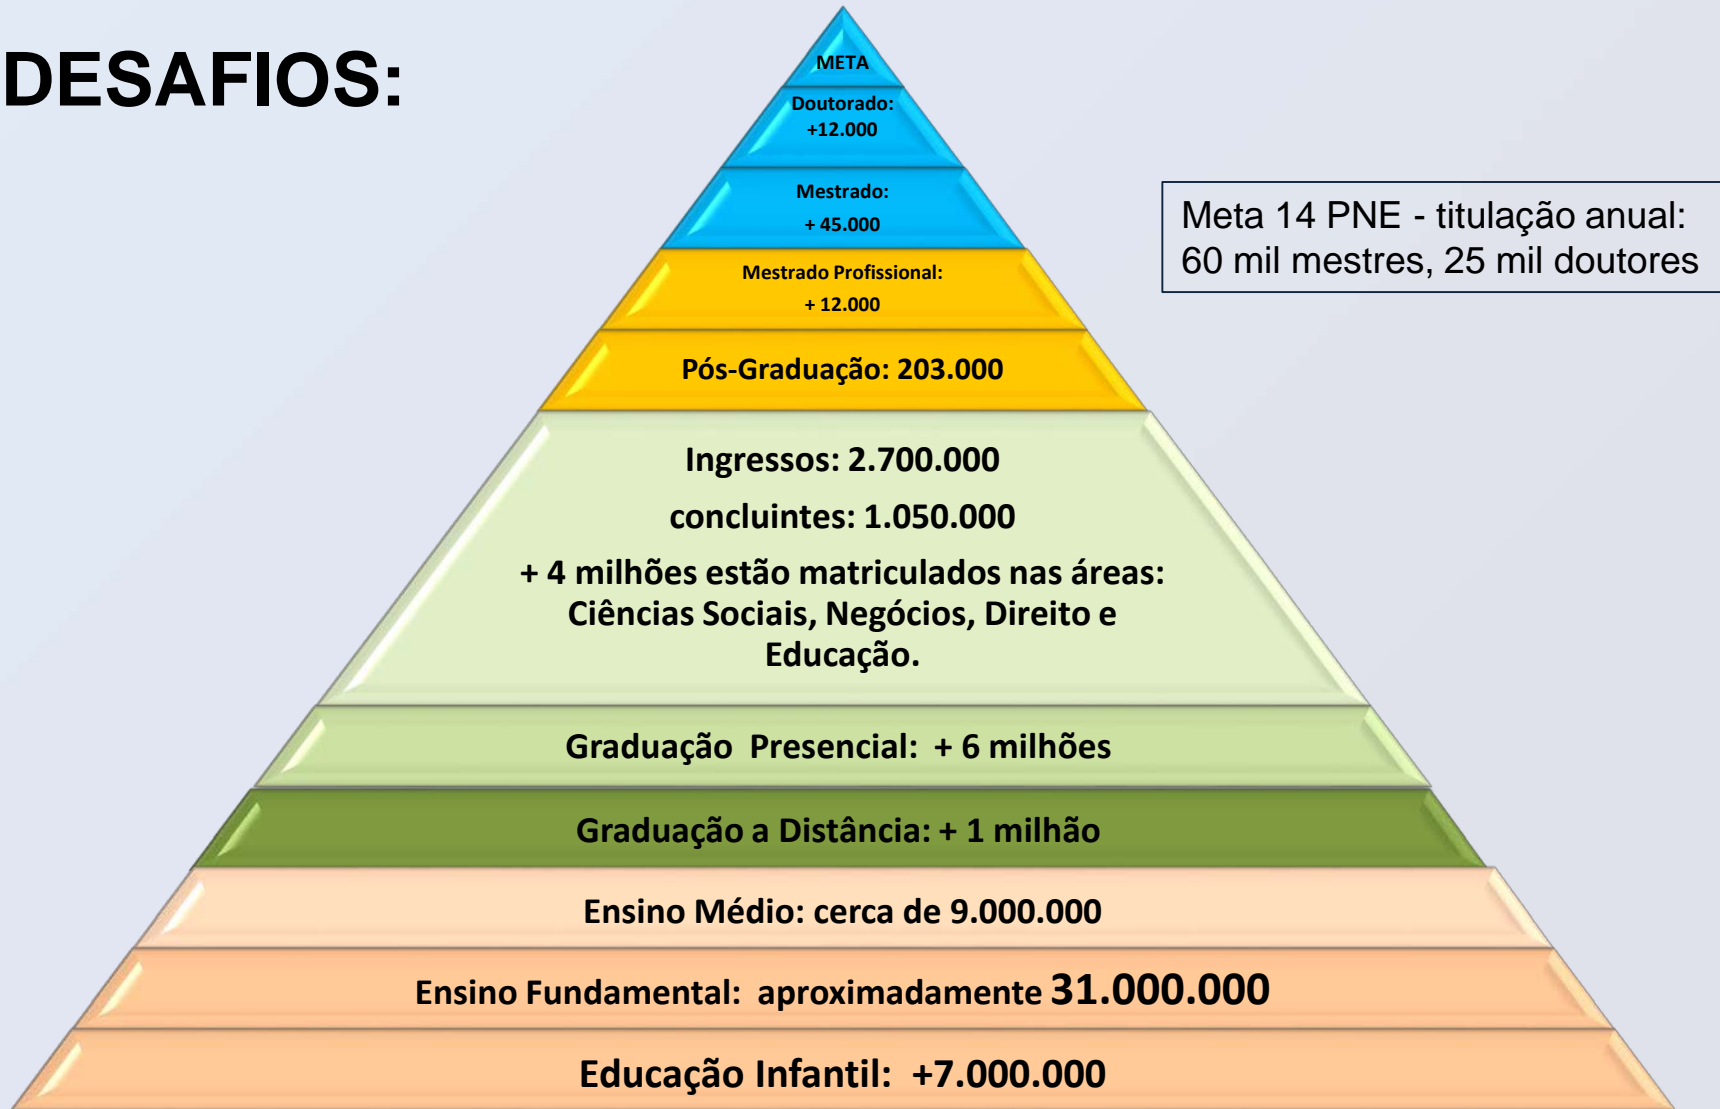 DESAFIOS:
META
Doutorado:
+12.000
Mestrado:
+ 45.000
Meta 14 PNE - titulação anual:
60 mil mestres, 25 mil doutores
Mestrado Profissional:
+ 12.000
Pós-Graduação: 203.000
Ingressos: 2.700.000
concluintes: 1.050.000
+ 4 milhões estão matriculados nas áreas:
Ciências Sociais, Negócios, Direito e
Educação.
Graduação Presencial: + 6 milhões
Graduação a Distância: + 1 milhão
Ensino Médio: cerca de 9.000.000
Ensino Fundamental: aproximadamente 31.000.000
Educação Infantil: +7.000.000